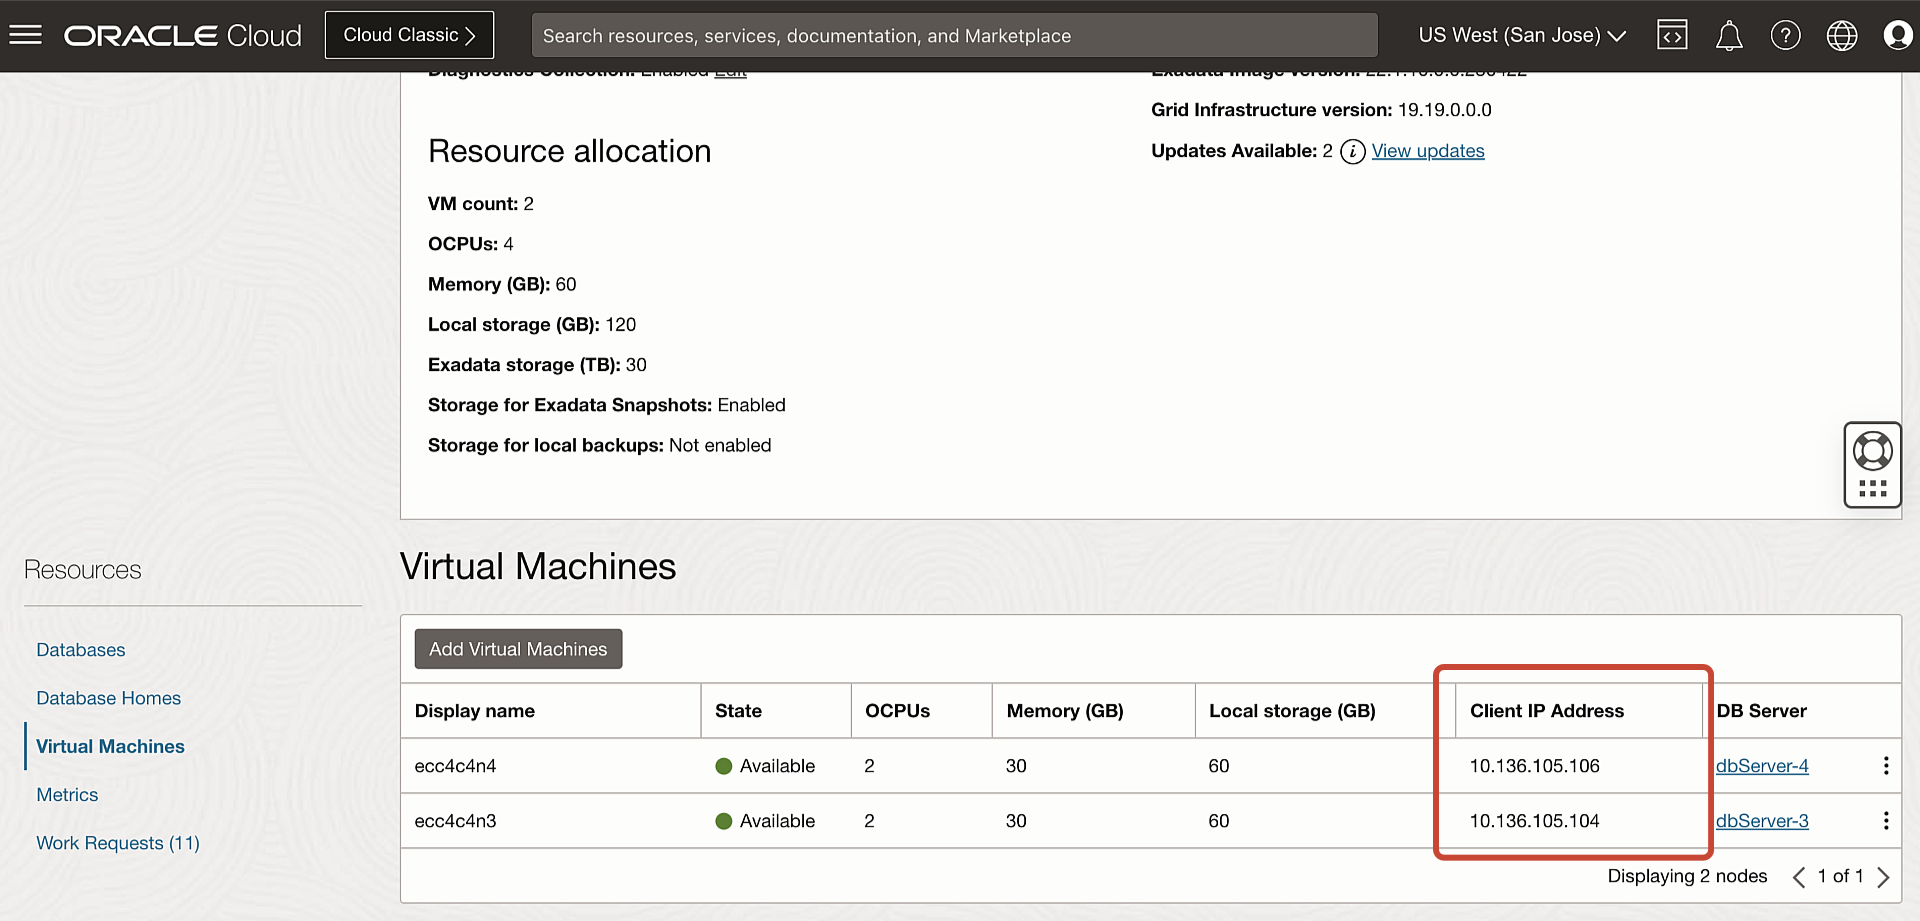 ORACLE Cloud
Cloud Classic
Search resources, services, documentation, and Marketplace
US West (San Jose)
Diagnostics Collection: Enabled Edit
Exadata Image version: 22.1.10.0.0.230422
Grid Infrastructure version: 19.19.0.0.0
Updates Available: 2 i View updates
Resource allocation
VM count: 2
OCPUs: 4
Memory (GB): 60
Local storage (GB): 120
Exadata storage (TB): 30
Storage for Exadata Snapshots: Enabled
Storage for local backups: Not enabled
Resources
Databases
Database Homes
Virtual Machines
Metrics
Work Requests (11)
Virtual Machines
Add Virtual Machines
Display name State OCPUs Memory (GB) Local storage (GB) Client IP Address DB Server
ecc4c4n4 Available 2 30 60 10.136.105.106 dbServer-4
ecc4c4n3 Available 2 30 60 10.136.105.104 dbServer-3
Displaying 2 nodes 1 of 1